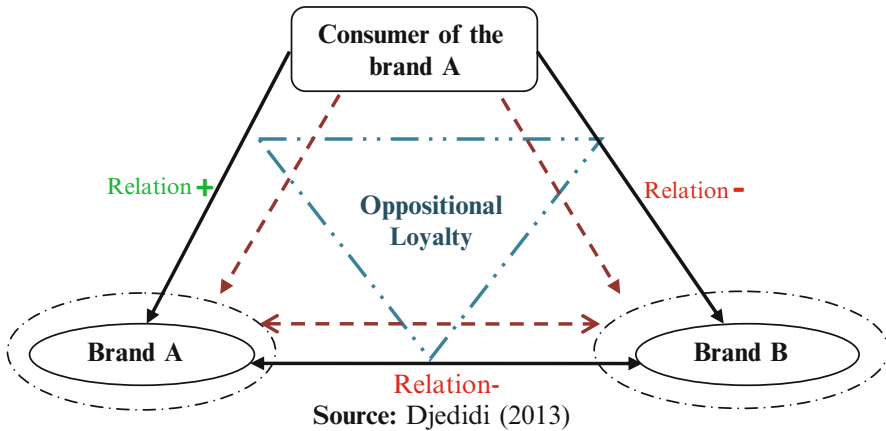 Consumer of the
brand A
Relation +
Relation -
Oppositional
Loyalty
Brand A
Brand B
Relation-
Source: Djedidi (2013)